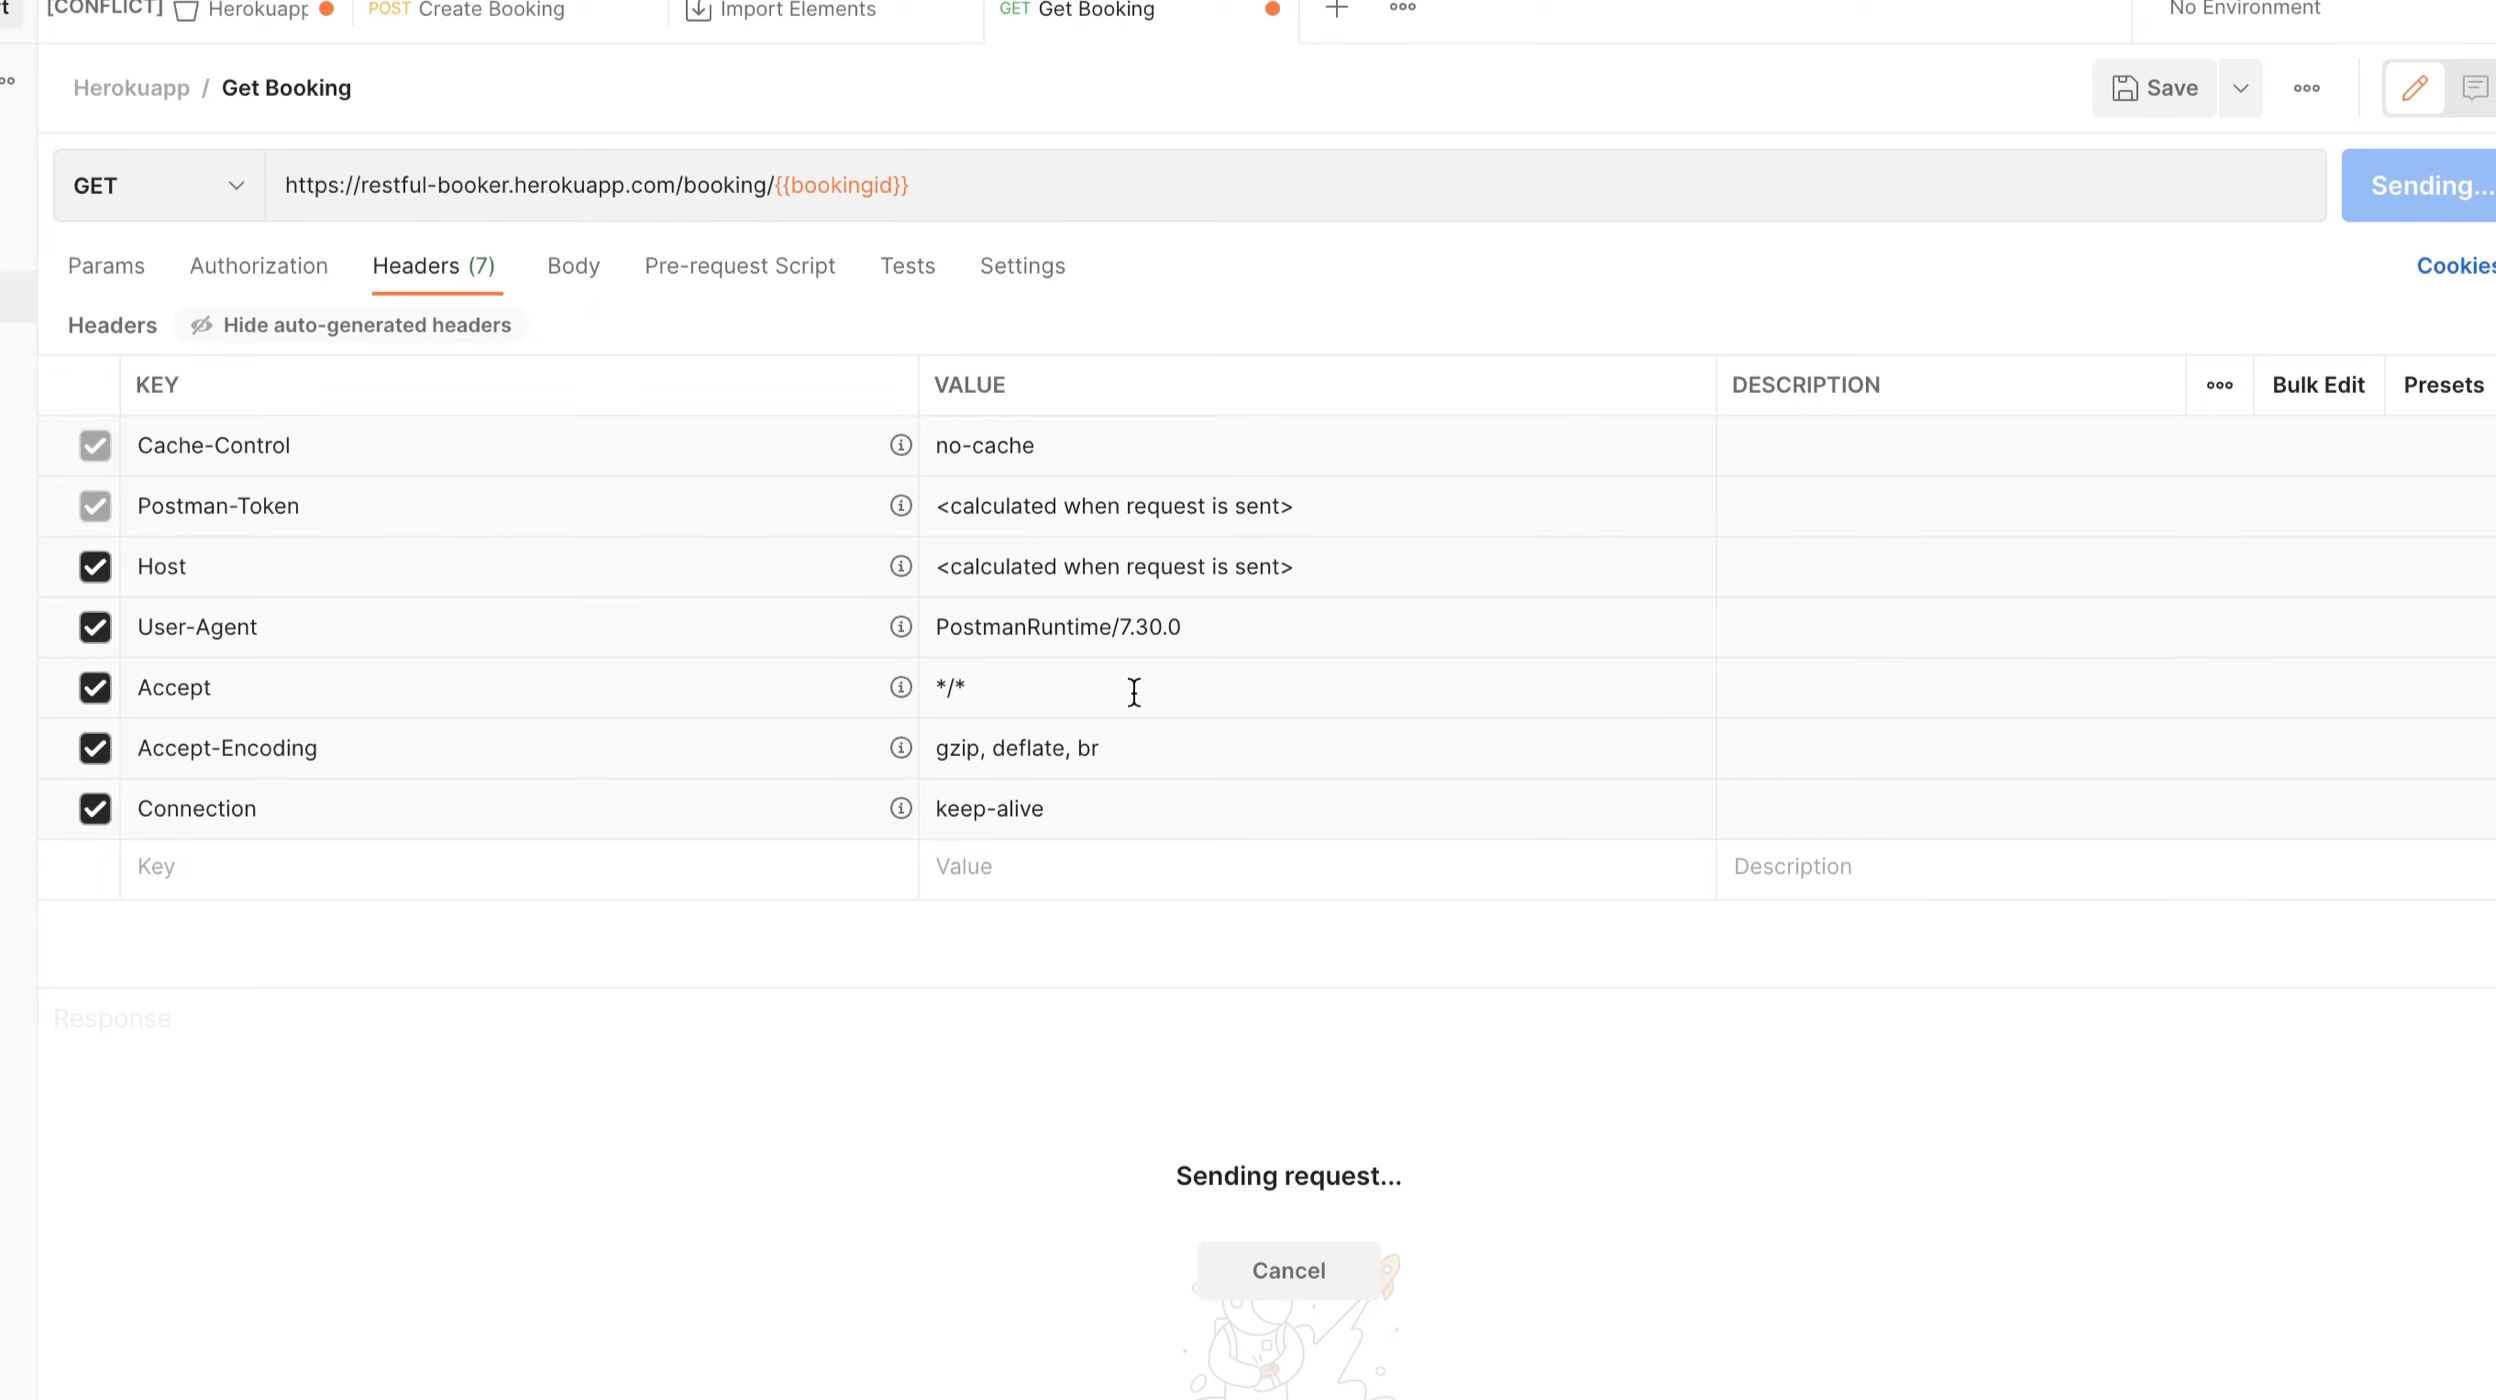 [CONFLICT] Herokuapp POST Create Booking Import Elements GET Get Booking No Environment
Herokuapp / Get Booking Save
GET https://restful-booker.herokuapp.com/booking/{{bookingid}} Sending...
Params Authorization Headers (7) Body Pre-request Script Tests Settings Cookies
Headers Hide auto-generated headers
KEY VALUE DESCRIPTION Bulk Edit Presets
Cache-Control no-cache
Postman-Token <calculated when request is sent>
Host <calculated when request is sent>
User-Agent PostmanRuntime/7.30.0
Accept */*
Accept-Encoding gzip, deflate, br
Connection keep-alive
Key Value Description
Response
Sending request...
Cancel